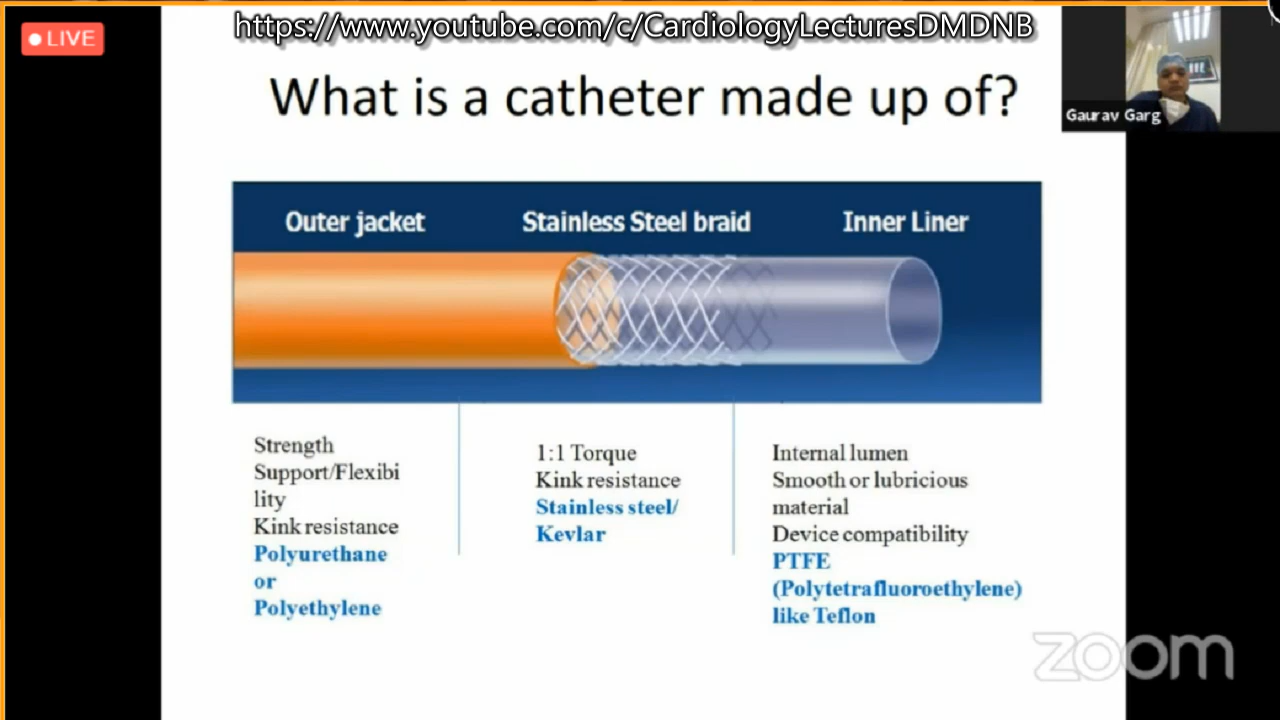 LIVE
https://www.youtube.com/c/CardiologyLecturesDMDNB
What is a catheter made up of?
Gaurav Garg
Outer jacket
Stainless Steel braid
Inner Liner
Strength
Support/Flexibi
lity
Kink resistance
Polyurethane
or
Polyethylene
1:1 Torque
Kink resistance
Stainless steel/
Kevlar
Internal lumen
Smooth or lubricious
material
Device compatibility
PTFE
(Polytetrafluoroethylene)
like Teflon
zoom